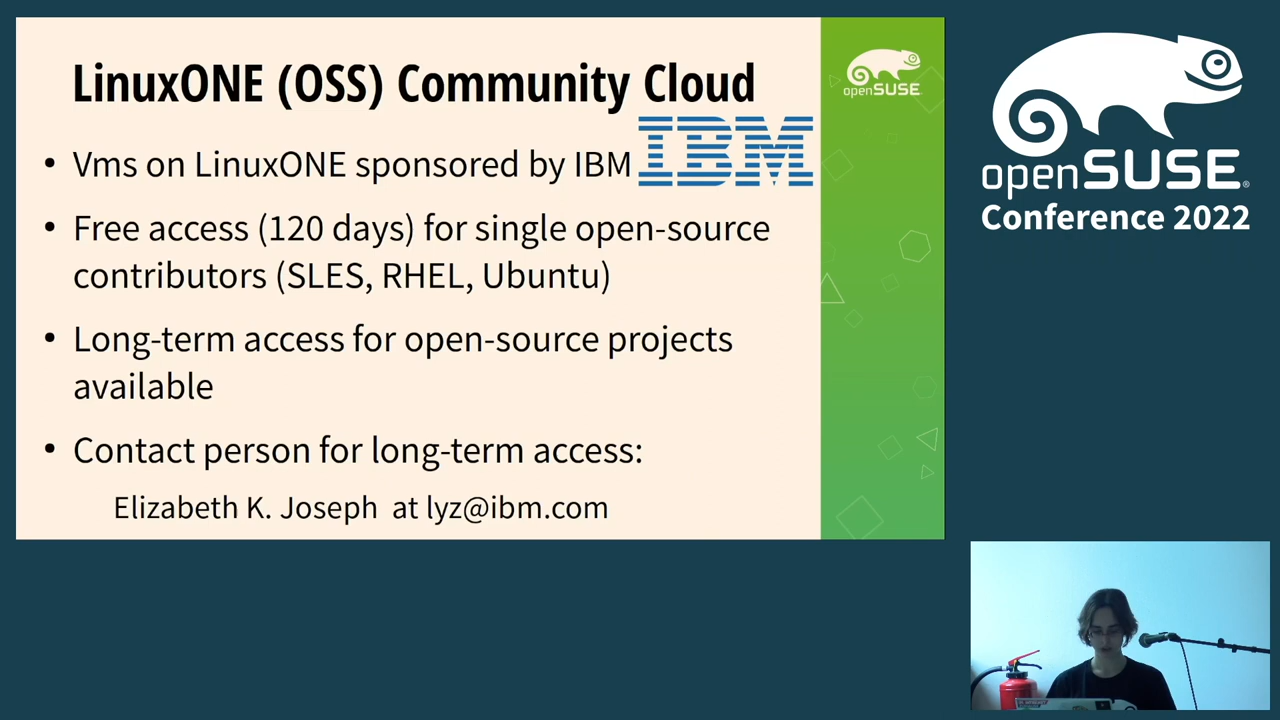 LinuxONE (OSS) Community Cloud
IBM
• Vms on LinuxONE sponsored by IBM
• Free access (120 days) for single open-source
contributors (SLES, RHEL, Ubuntu)
• Long-term access for open-source projects
available
• Contact person for long-term access:
Elizabeth K. Joseph at lyz@ibm.com
openSUSE
openSUSE®
Conference 2022